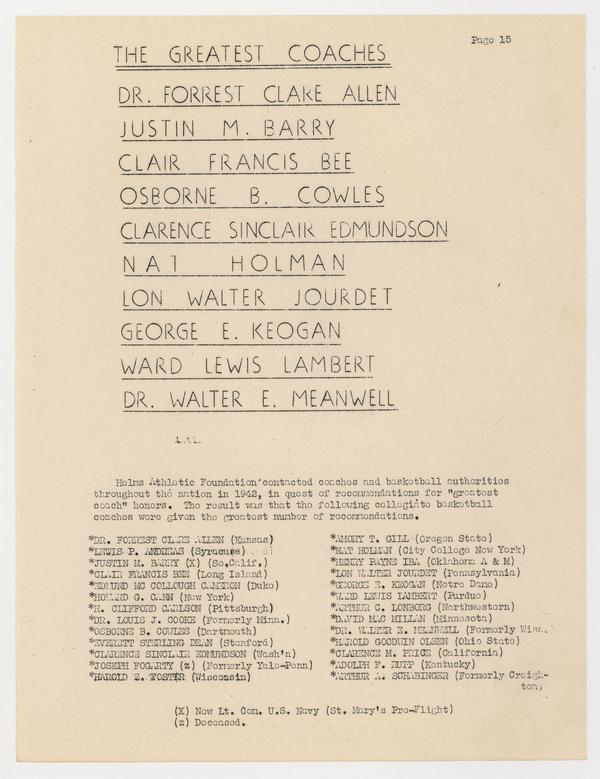 Page 15
THE GREATEST COACHES
DR. FORREST CLARE ALLEN
JUSTIN M. BARRY
CLAIR FRANCIS BEE
OSBORNE B. COWLES
CLARENCE SINCLAIR EDMUNDSON
NAT HOLMAN
LON WALTER JOURDET
GEORGE E. KEOGAN
WARD LEWIS LAMBERT
DR. WALTER E. MEANWELL
Helms Athletic Foundation contacted coaches and basketball authorities
throughout the nation in 1942, in quest of recommendations for "greatest
coach" honors. The result was that the following collegiate basketball
coaches were given the greatest number of recommendations.
*DR. FORREST CLARE ALLEN (Kansas)
*LEWIS P. ANDREAS (Syracuse)
*JUSTIN M. BARRY (X) (So.Calif.)
*CLAIR FRANCIS BEE (Long Island)
*EDMUND MC COLLOUGH CAMERON (Duke)
*HOWARD G. CANN (New York)
*H. CLIFFORD CARLSON (Pittsburgh)
*DR. LOUIS J. COOKE (Formerly Minn.)
*OSBORNE B. COWLES (Dartmouth)
*EVERETT STERLING DEAN (Stanford)
*CLARENCE SINCLAIR EDMUNDSON (Wash'n)
*JOSEPH FOGARTY (z) (Formerly Yale-Penn)
*HAROLD E. FOSTER (Wisconsin)
*AMORY T. GILL (Oregon State)
*NAT HOLMAN (City College New York)
*HENRY PAYNE IBA (Oklahoma A & M)
*LON WALTER JOURDET (Pennsylvania)
*GEORGE E. KEOGAN (Notre Dame)
*WARD LEWIS LAMBERT (Purdue)
*ARTHUR C. LONBORG (Northwestern)
*DAVID MAC MILLAN (Minnesota)
*DR. WALTER E. MEANWELL (Formerly Wisc.
*HAROLD GOODWIN OLSEN (Ohio State)
*CLARENCE M. PRICE (California)
*ADOLPH F. RUPP (Kentucky)
*ARTHUR A. SCHABINGER (Formerly Creigh-
ton)
(X) Now Lt. Com. U.S. Navy (St. Mary's Pre-Flight)
(z) Deceased.